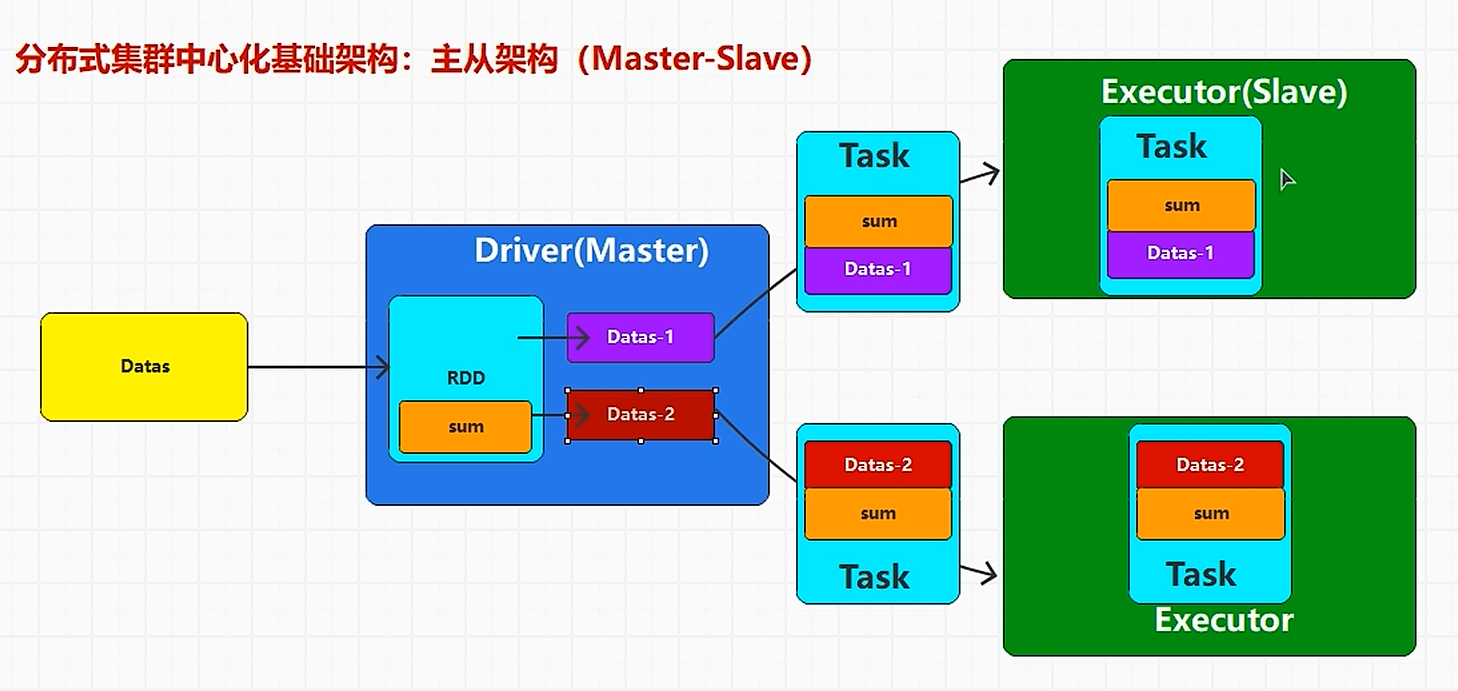 分布式集群中心化基础架构：主从架构（Master-Slave）
Datas
Driver(Master)
RDD
sum
Datas-1
Datas-2
Task
sum
Datas-1
Datas-2
sum
Task
Executor(Slave)
Task
sum
Datas-1
Datas-2
sum
Task
Executor